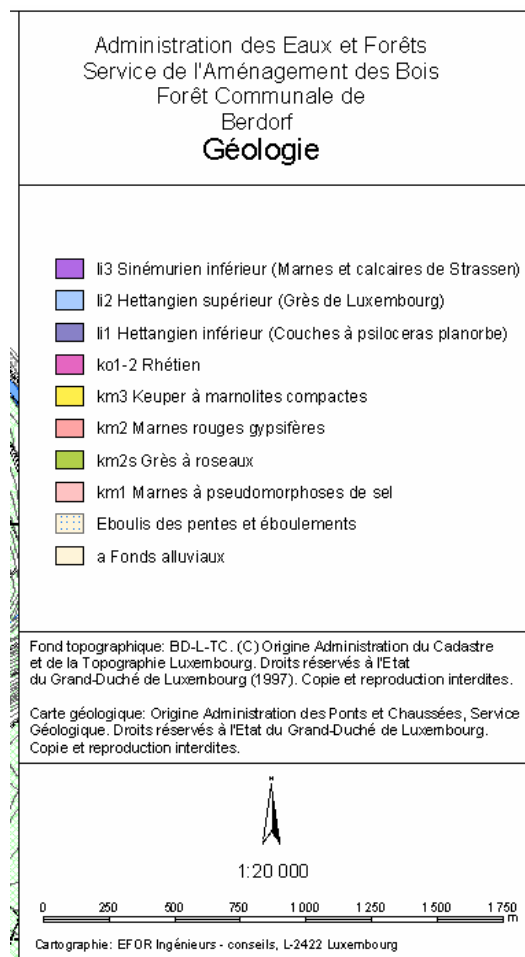 Administration des Eaux et Forêts
Service de l'Aménagement des Bois
Forêt Communale de
Berdorf
Géologie
li3 Sinémurien inférieur (Marnes et calcaires de Strassen)
li2 Hettangien supérieur (Grès de Luxembourg)
li1 Hettangien inférieur (Couches à psiloceras planorbe)
ko1-2 Rhétien
km3 Keuper à marnolites compactes
km2 Marnes rouges gypsifères
km2s Grès à roseaux
km1 Marnes à pseudomorphoses de sel
Eboulis des pentes et éboulements
a Fonds alluviaux
Fond topographique: BD-L-TC. (C) Origine Administration du Cadastre
et de la Topographie Luxembourg. Droits réservés à l'Etat
du Grand-Duché de Luxembourg (1997). Copie et reproduction interdites.
Carte géologique: Origine Administration des Ponts et Chaussées, Service
Géologique. Droits réservés à l'Etat du Grand-Duché de Luxembourg.
Copie et reproduction interdites.
N
1:20 000
0 250 500 750 1 000 1 250 1 500 1 750
m
Cartographie: EFOR Ingénieurs - conseils, L-2422 Luxembourg